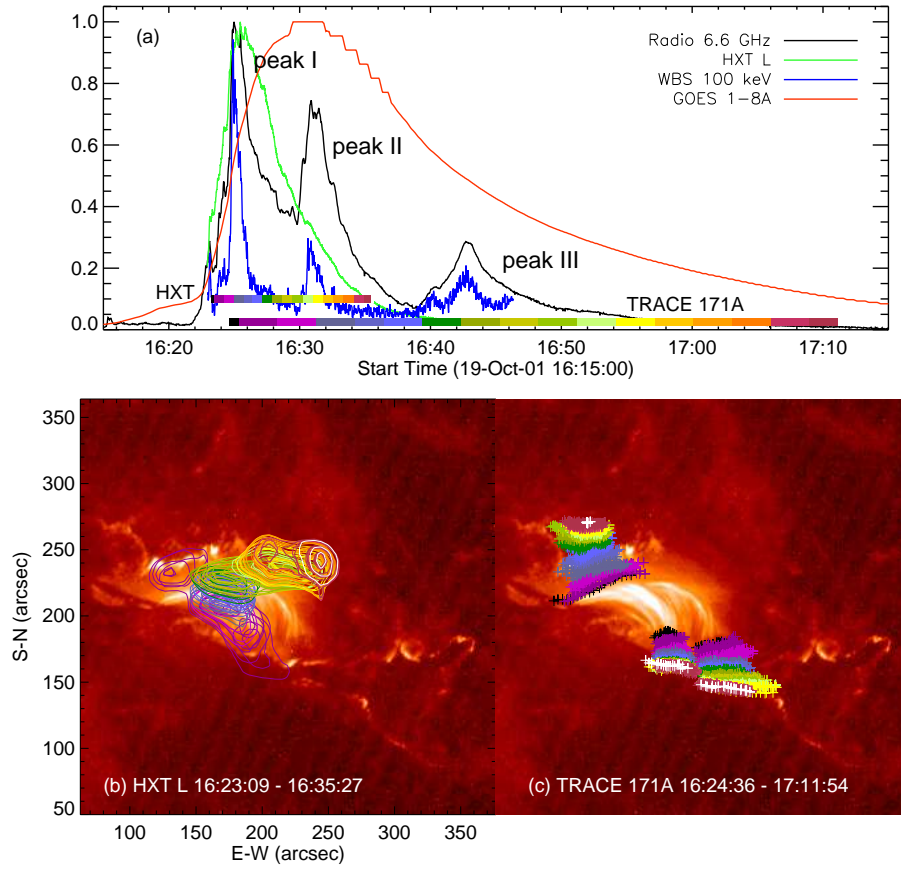 (a)
peak I
peak II
peak III
Radio 6.6 GHz
HXT L
WBS 100 keV
GOES 1-8A
HXT
TRACE 171A
1.0
0.8
0.6
0.4
0.2
0.0
16:20 16:30 16:40 16:50 17:00 17:10
Start Time (19-Oct-01 16:15:00)
350
300
250
200
150
100
50
S-N (arcsec)
(b) HXT L 16:23:09 - 16:35:27
(c) TRACE 171A 16:24:36 - 17:11:54
100 150 200 250 300 350
E-W (arcsec)